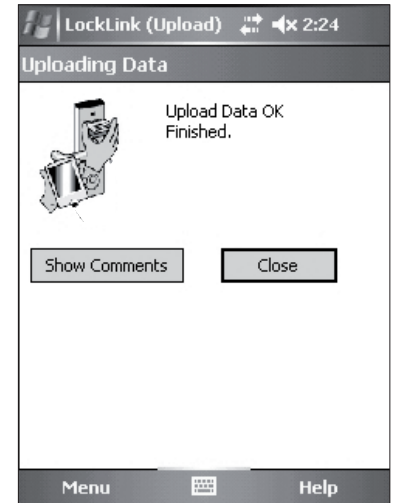 LockLink (Upload) 2:24
Uploading Data
Upload Data OK
Finished.
Show Comments Close
Menu Help